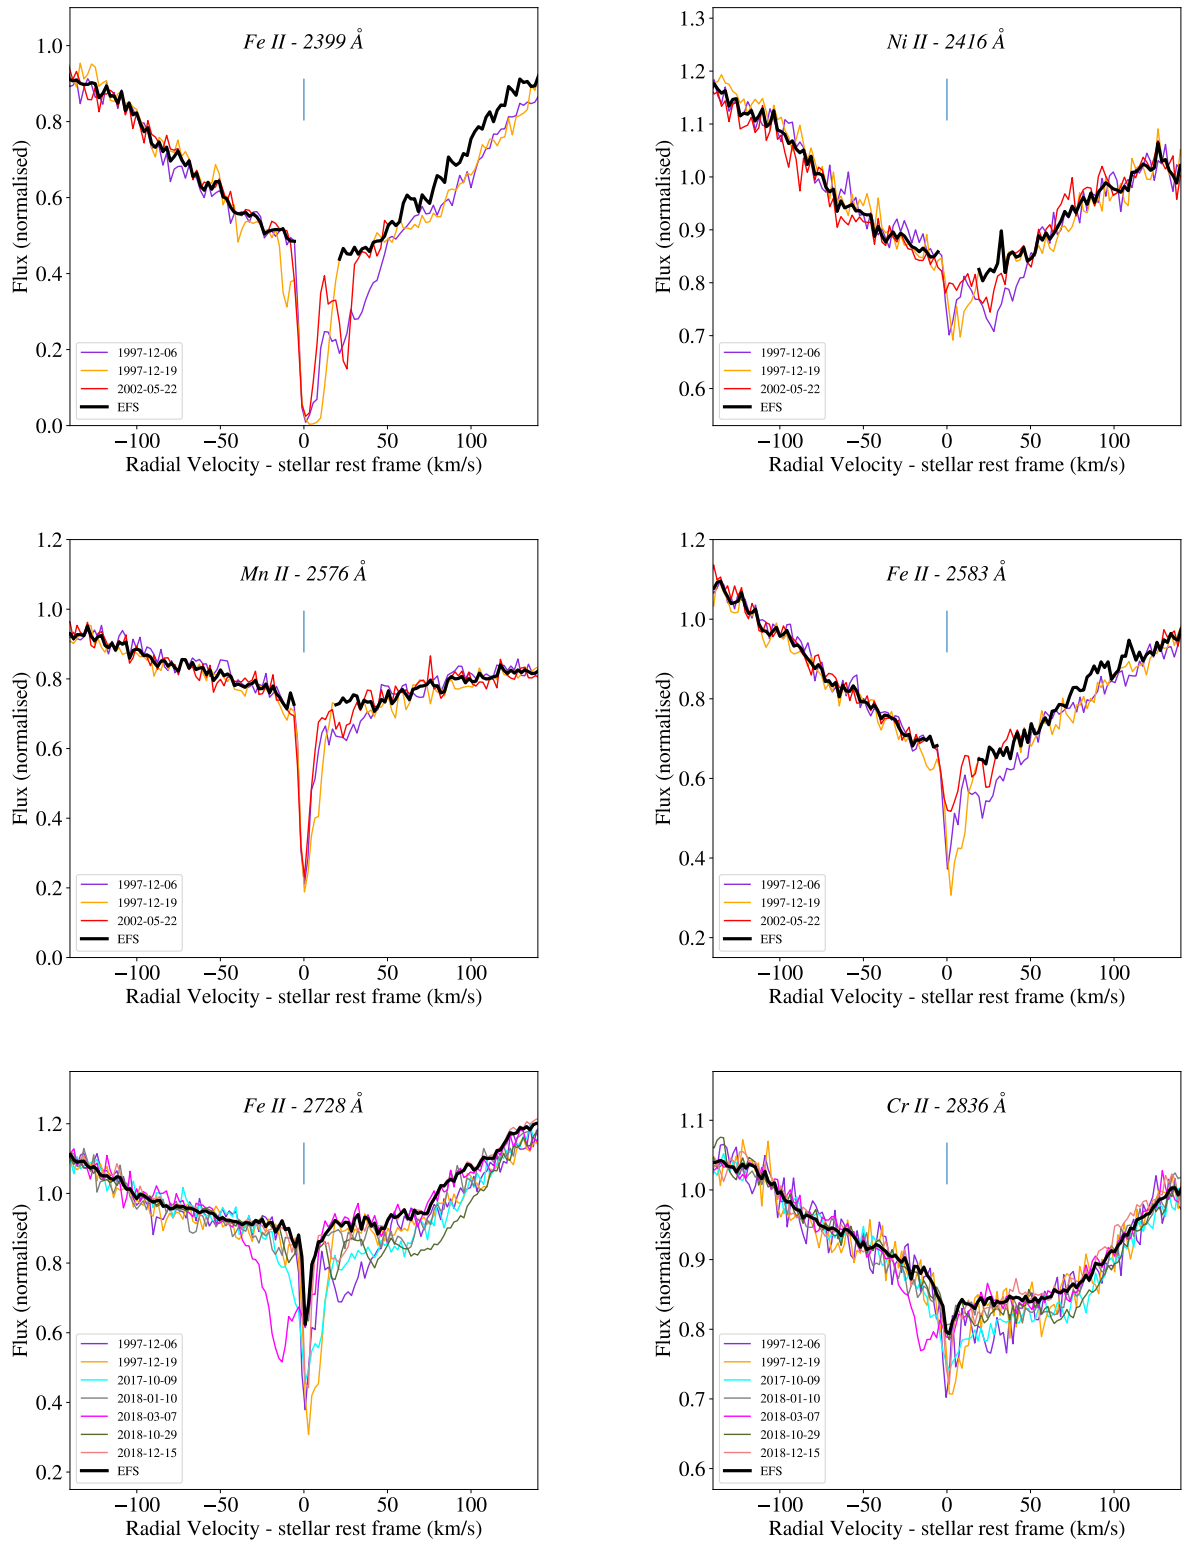 Fe II - 2399 Å
Flux (normalised)
1.0
0.8
0.6
0.4
0.2
0.0
1997-12-06
1997-12-19
2002-05-22
EFS
−100 −50 0 50 100
Radial Velocity - stellar rest frame (km/s)
Ni II - 2416 Å
Flux (normalised)
1.3
1.2
1.1
1.0
0.9
0.8
0.7
0.6
1997-12-06
1997-12-19
2002-05-22
EFS
−100 −50 0 50 100
Radial Velocity - stellar rest frame (km/s)
Mn II - 2576 Å
Flux (normalised)
1.2
1.0
0.8
0.6
0.4
0.2
0.0
1997-12-06
1997-12-19
2002-05-22
EFS
−100 −50 0 50 100
Radial Velocity - stellar rest frame (km/s)
Fe II - 2583 Å
Flux (normalised)
1.2
1.0
0.8
0.6
0.4
0.2
1997-12-06
1997-12-19
2002-05-22
EFS
−100 −50 0 50 100
Radial Velocity - stellar rest frame (km/s)
Fe II - 2728 Å
Flux (normalised)
1.2
1.0
0.8
0.6
0.4
0.2
1997-12-06
1997-12-19
2017-10-09
2018-01-10
2018-03-07
2018-10-29
2018-12-15
EFS
−100 −50 0 50 100
Radial Velocity - stellar rest frame (km/s)
Cr II - 2836 Å
Flux (normalised)
1.1
1.0
0.9
0.8
0.7
0.6
1997-12-06
1997-12-19
2017-10-09
2018-01-10
2018-03-07
2018-10-29
2018-12-15
EFS
−100 −50 0 50 100
Radial Velocity - stellar rest frame (km/s)